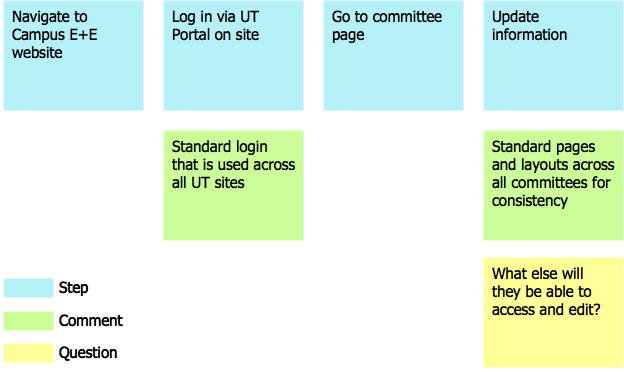 Navigate to
Campus E+E
website
Log in via UT
Portal on site
Go to committee
page
Update
information
Standard login
that is used across
all UT sites
Standard pages
and layouts across
all committees for
consistency
What else will
they be able to
access and edit?
Step
Comment
Question